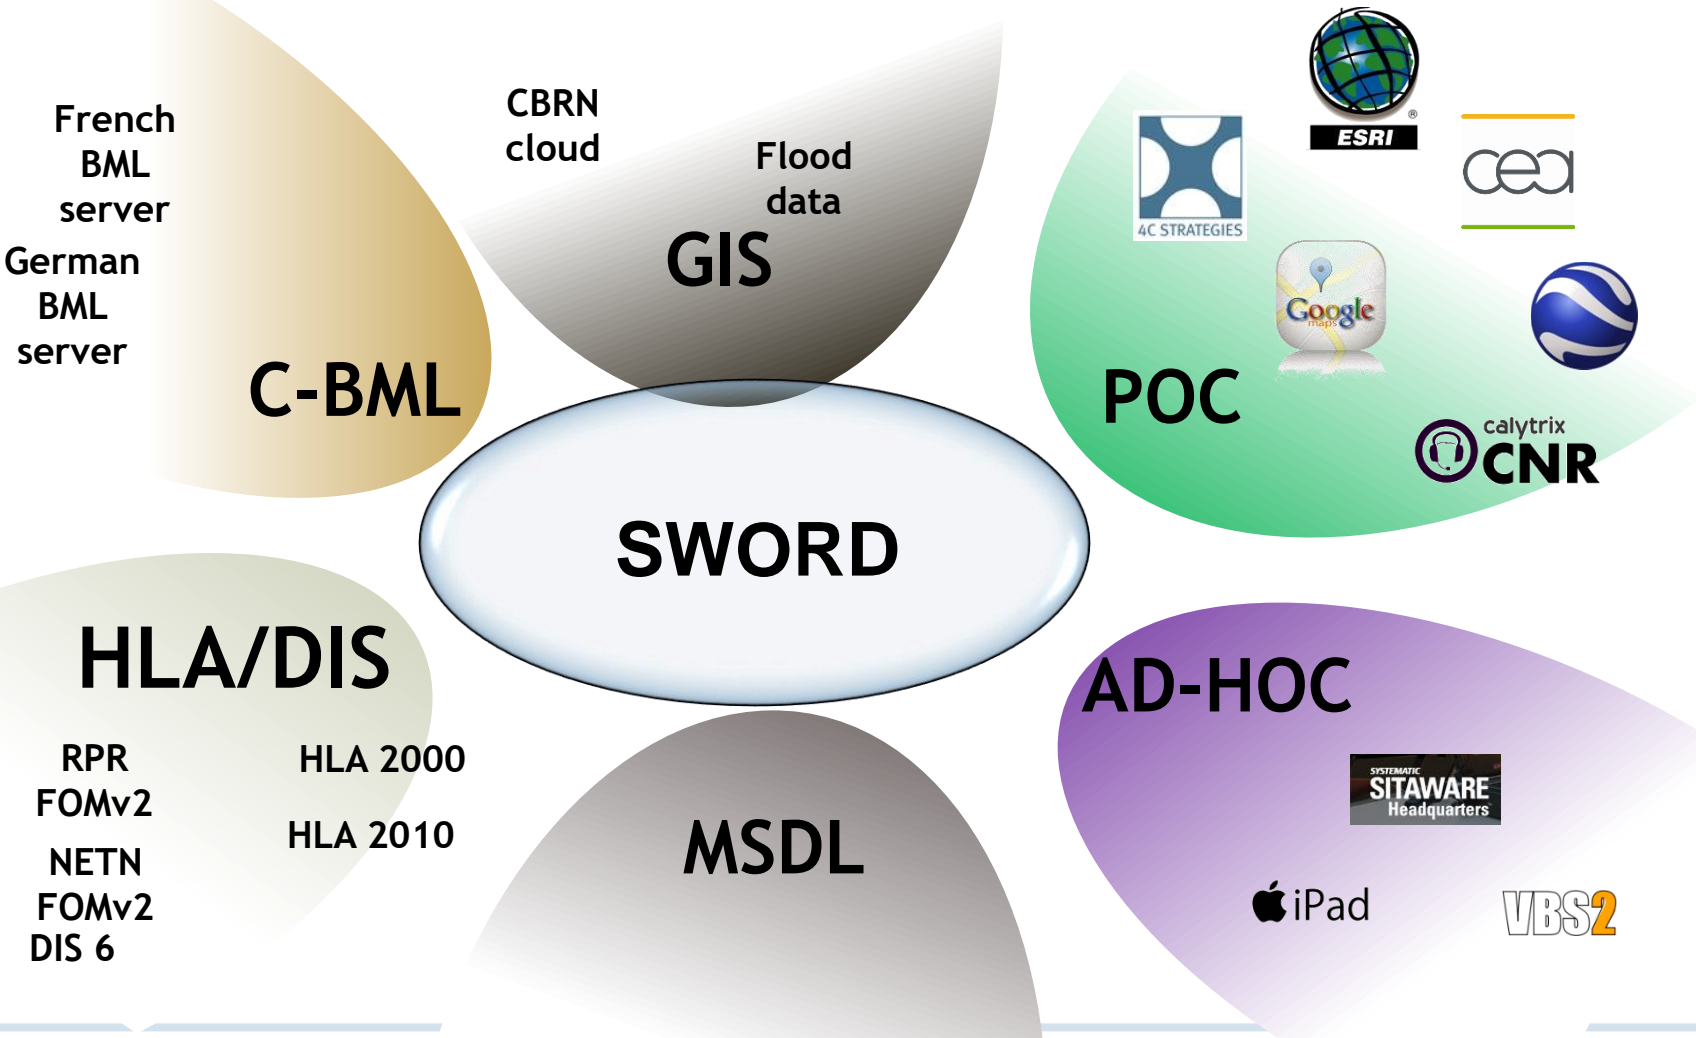 French
BML
server
German
BML
server
C-BML
CBRN
cloud
Flood
data
GIS
ESRI
®
4C STRATEGIES
cea
Google
maps
POC
calytrix
CNR
SWORD
HLA/DIS
RPR
FOMv2
NETN
FOMv2
DIS 6
HLA 2000
HLA 2010
MSDL
AD-HOC
SYSTEMATIC
SITAWARE
Headquarters
iPad
VBS2